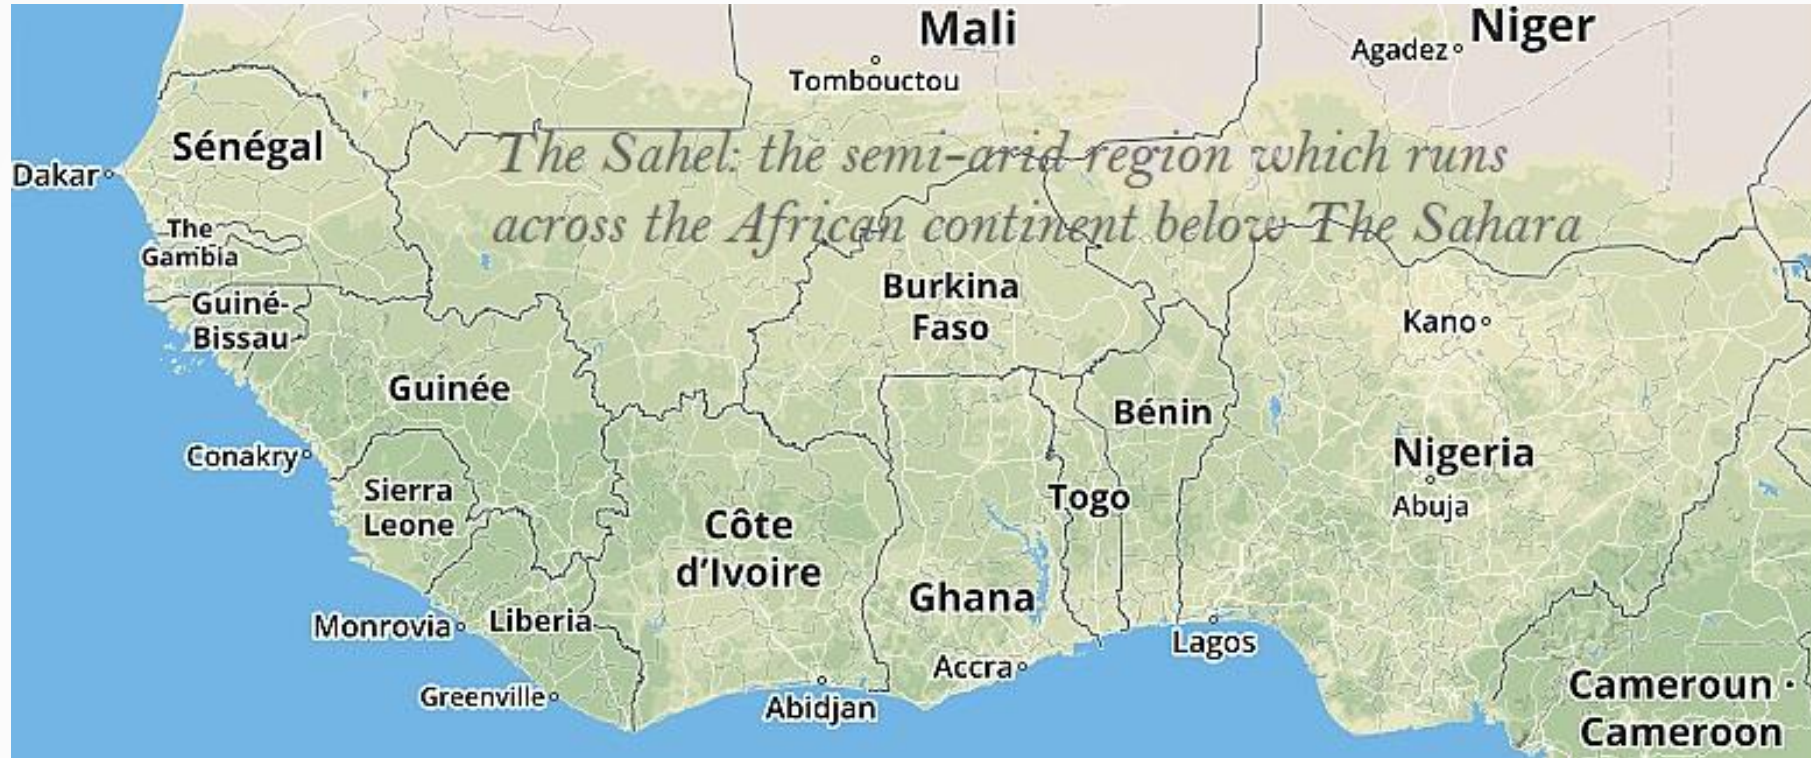 Mali
Niger
Agadez
Tombouctou
The Sahel: the semi-arid region which runs
across the African continent below The Sahara
Sénégal
Dakar
The
Gambia
Guiné-
Bissau
Burkina
Faso
Kano
Guinée
Bénin
Conakry
Nigeria
Abuja
Sierra
Leone
Togo
Côte
d'Ivoire
Ghana
Monrovia
Liberia
Lagos
Accra
Greenville
Abidjan
Cameroun ·
Cameroon